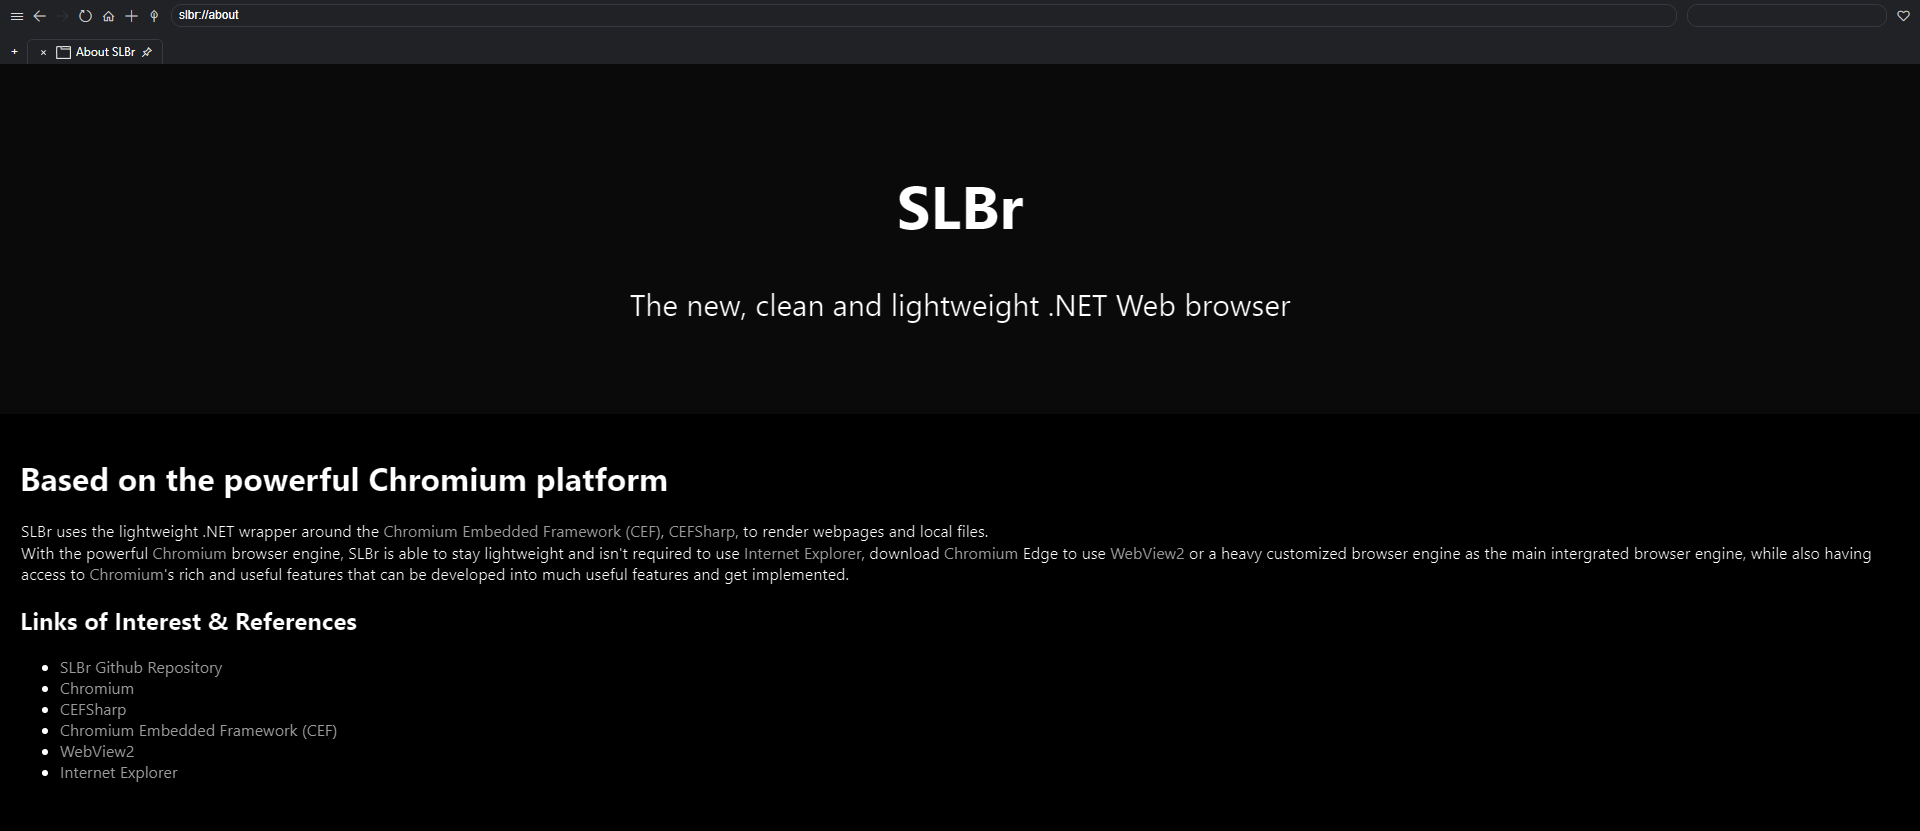 slbr://about
About SLBr
SLBr
The new, clean and lightweight .NET Web browser
Based on the powerful Chromium platform
SLBr uses the lightweight .NET wrapper around the Chromium Embedded Framework (CEF), CEFSharp, to render webpages and local files.
With the powerful Chromium browser engine, SLBr is able to stay lightweight and isn't required to use Internet Explorer, download Chromium Edge to use WebView2 or a heavy customized browser engine as the main intergrated browser engine, while also having
access to Chromium's rich and useful features that can be developed into much useful features and get implemented.
Links of Interest & References
SLBr Github Repository
Chromium
CEFSharp
Chromium Embedded Framework (CEF)
WebView2
Internet Explorer